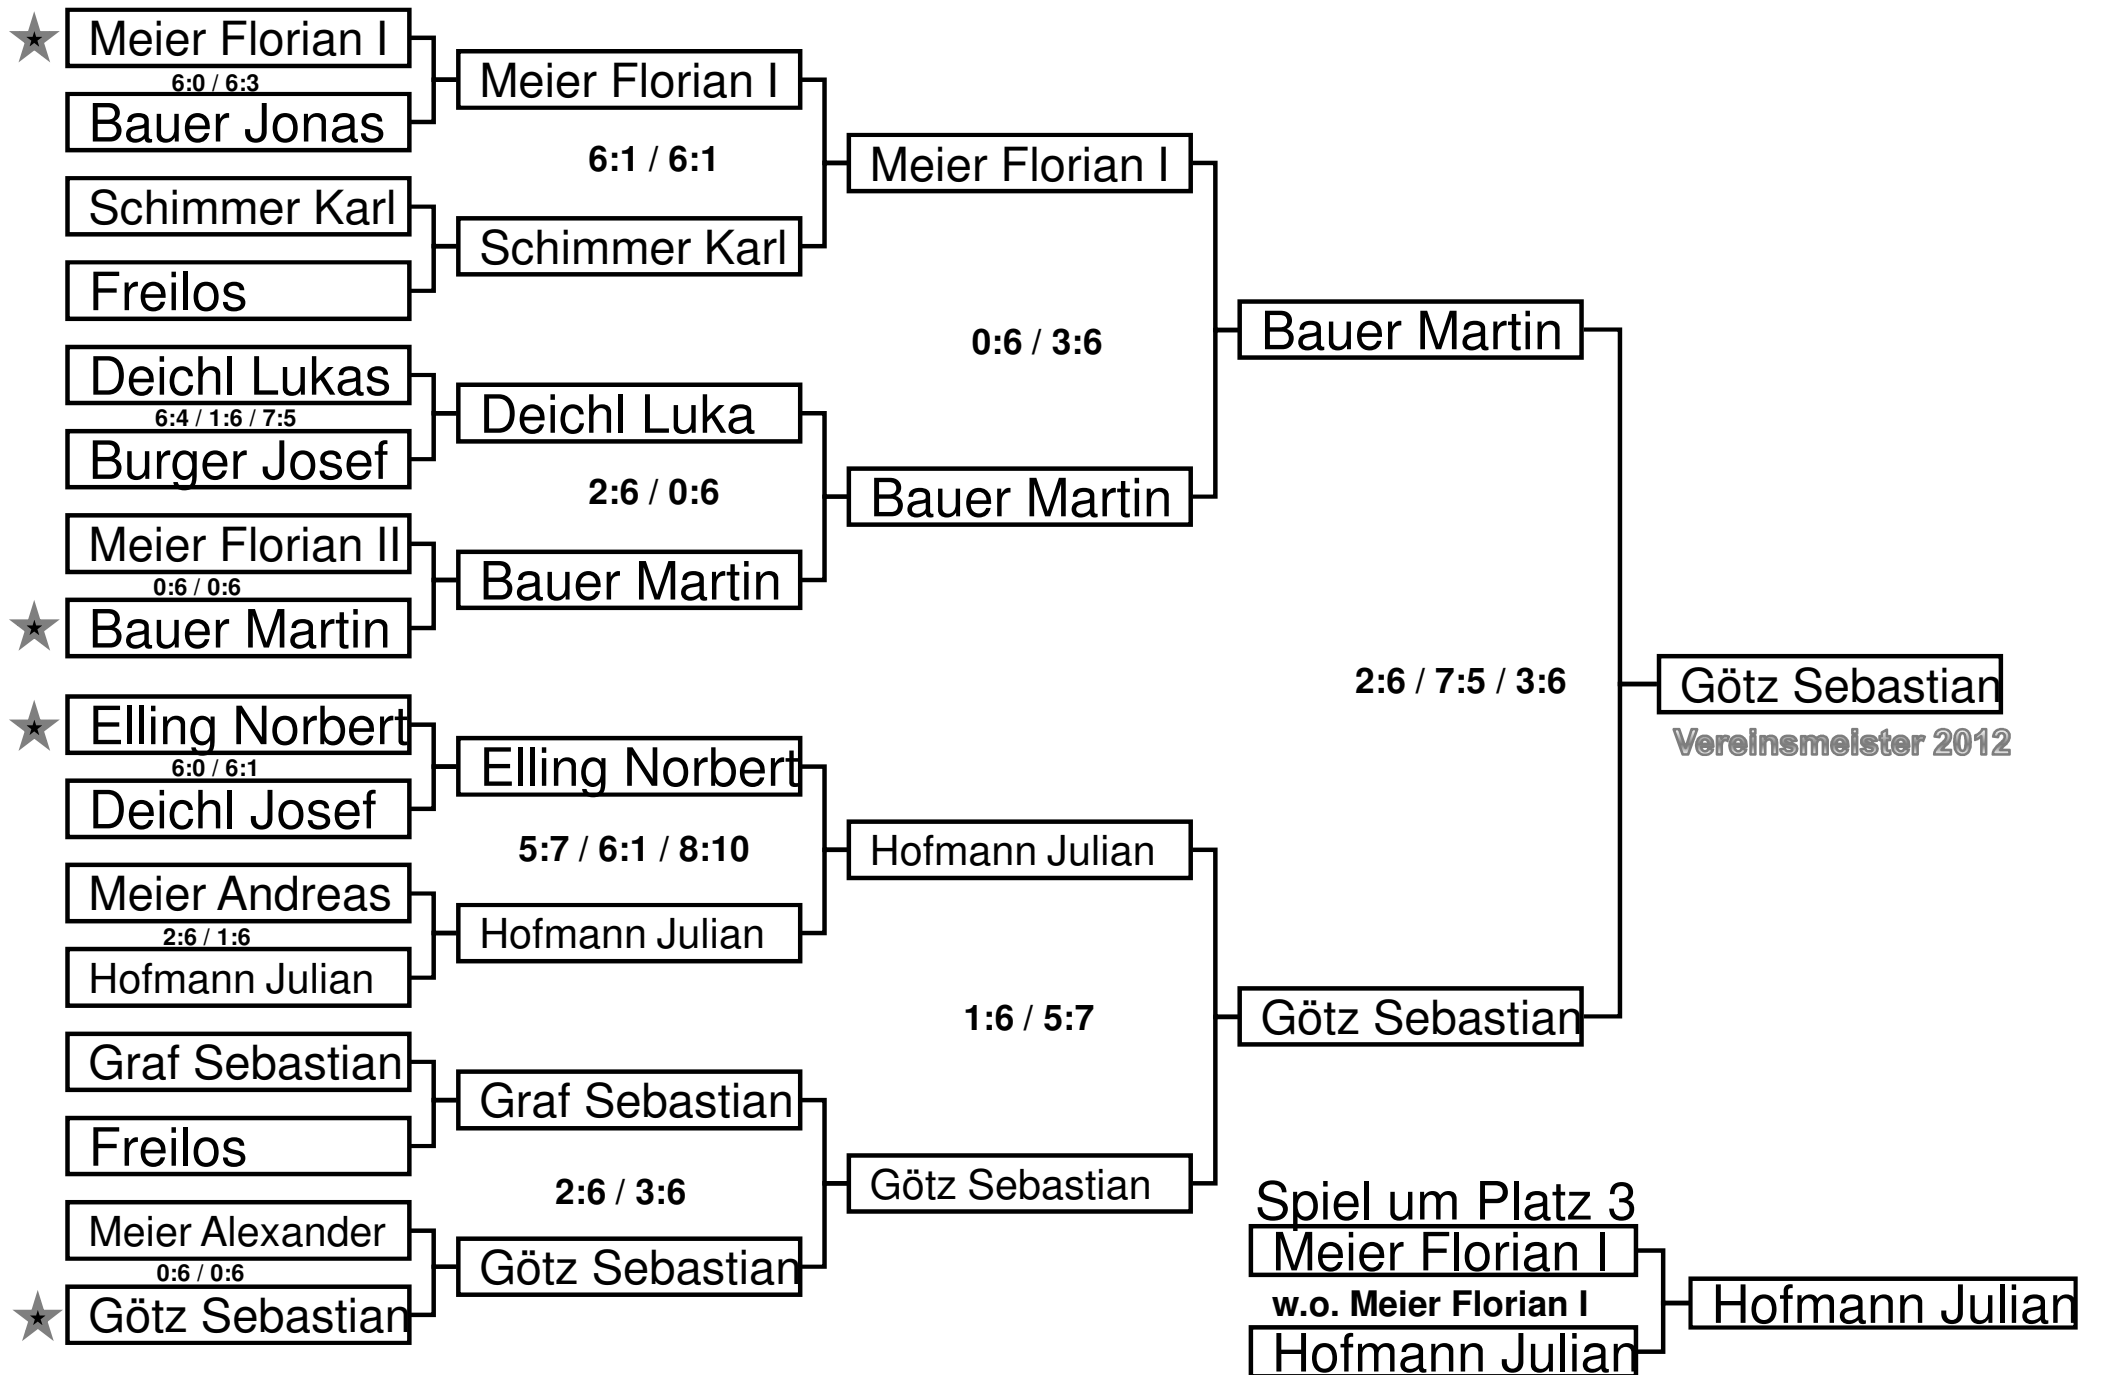 Meier Florian I
6:0 / 6:3
Bauer Jonas
Schimmer Karl
Freilos
Deichl Lukas
6:4 / 1:6 / 7:5
Burger Josef
Meier Florian II
0:6 / 0:6
Bauer Martin
Elling Norbert
6:0 / 6:1
Deichl Josef
Meier Andreas
2:6 / 1:6
Hofmann Julian
Graf Sebastian
Freilos
Meier Alexander
0:6 / 0:6
Götz Sebastian
Meier Florian I
6:1 / 6:1
Schimmer Karl
Deichl Luka
2:6 / 0:6
Bauer Martin
Elling Norbert
5:7 / 6:1 / 8:10
Hofmann Julian
Graf Sebastian
2:6 / 3:6
Götz Sebastian
Meier Florian I
0:6 / 3:6
Bauer Martin
Hofmann Julian
1:6 / 5:7
Götz Sebastian
Bauer Martin
2:6 / 7:5 / 3:6
Götz Sebastian
Götz Sebastian
Vereinsmeister 2012
Spiel um Platz 3
Meier Florian I
w.o. Meier Florian I
Hofmann Julian
Hofmann Julian